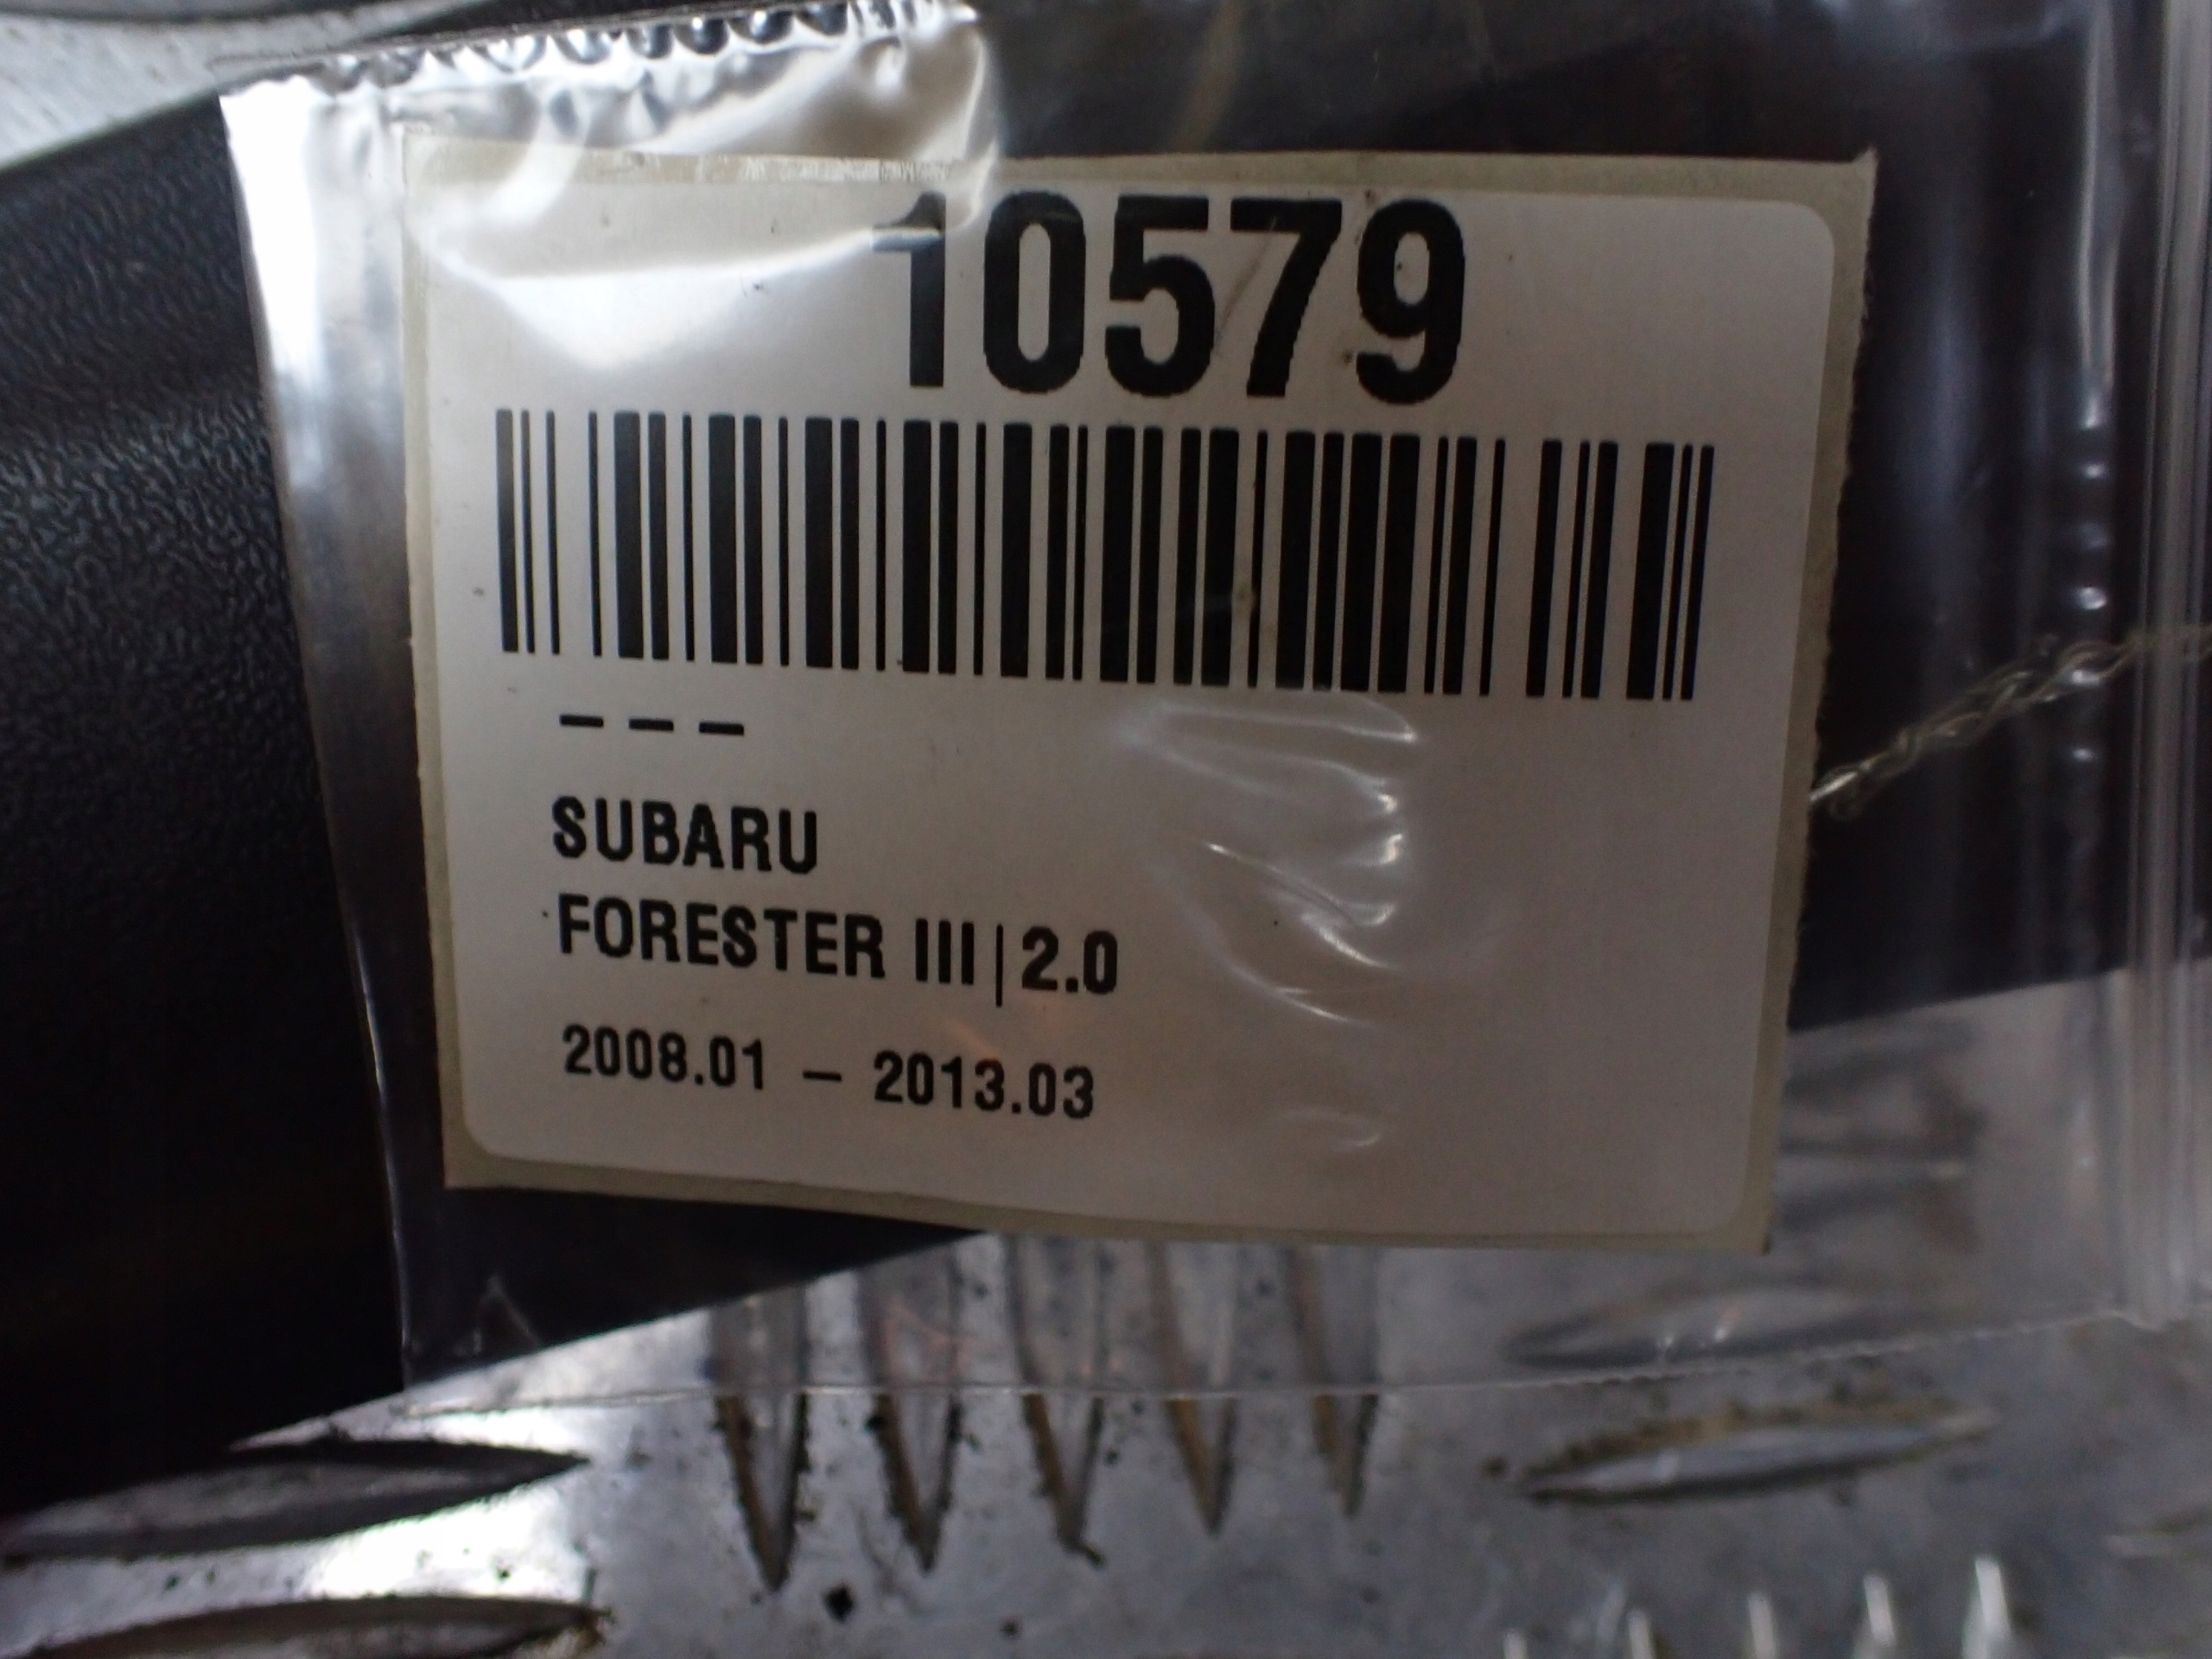 10579
– – –
SUBARU
FORESTER III|2.0
2008.01 – 2013.03